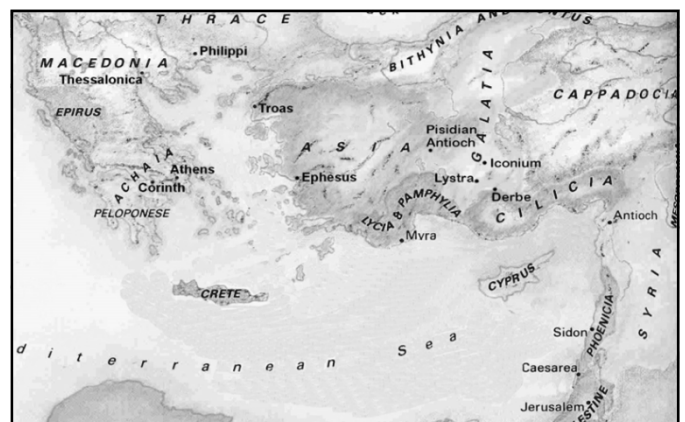 THRACE
BITHYNIA AND PONTUS
Philippi
MACEDONIA
Thessalonica
GALATIA
CAPPADOCIA
Troas
EPIRUS
Pisidian
Antioch
ASIA
ACHAIA
Iconium
Athens
Ephesus
Lystra
Corinth
Derbe
CILICIA
LYCIA & PAMPHYLIA
PELOPONESE
Antioch
Myra
SYRIA
CYPRUS
CRETE
PHOENICIA
Sidon
diterranean Sea
Caesarea
Jerusalem